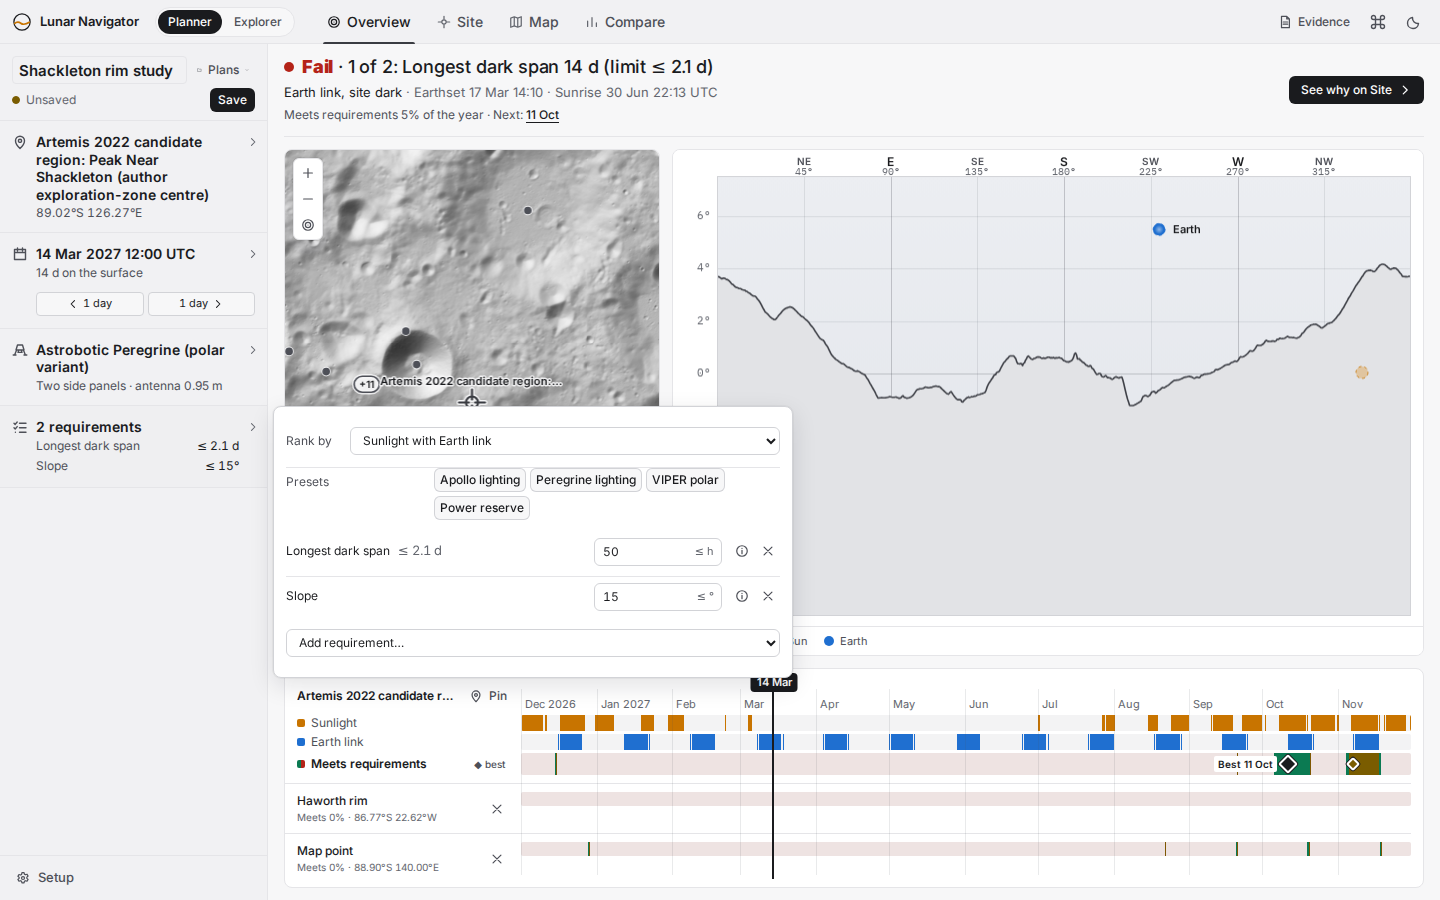 Lunar Navigator
Planner
Explorer
Overview
Site
Map
Compare
Evidence
Shackleton rim study
Plans
Unsaved
Save
Artemis 2022 candidate
region: Peak Near
Shackleton (author
exploration-zone centre)
89.02°S 126.27°E
14 Mar 2027 12:00 UTC
14 d on the surface
1 day
1 day
Astrobotic Peregrine (polar
variant)
Two side panels · antenna 0.95 m
2 requirements
Longest dark span ≤ 2.1 d
Slope ≤ 15°
Setup
Fail · 1 of 2: Longest dark span 14 d (limit ≤ 2.1 d)
Earth link, site dark · Earthset 17 Mar 14:10 · Sunrise 30 Jun 22:13 UTC
Meets requirements 5% of the year · Next: 11 Oct
See why on Site
+11
Artemis 2022 candidate region:...
NE E SE S SW W NW
45° 90° 135° 180° 225° 270° 315°
6°
4°
2°
0°
Earth
Rank by Sunlight with Earth link
Presets
Apollo lighting Peregrine lighting VIPER polar
Power reserve
Longest dark span ≤ 2.1 d 50 ≤ h
Slope 15 ≤ °
Add requirement...
Earth
14 Mar
Artemis 2022 candidate r... Pin
Dec 2026 Jan 2027 Feb Mar Apr May Jun Jul Aug Sep Oct Nov
Sunlight
Earth link
Meets requirements ◆ best
Best 11 Oct
Haworth rim
Meets 0% · 86.77°S 22.62°W
Map point
Meets 0% · 88.90°S 140.00°E